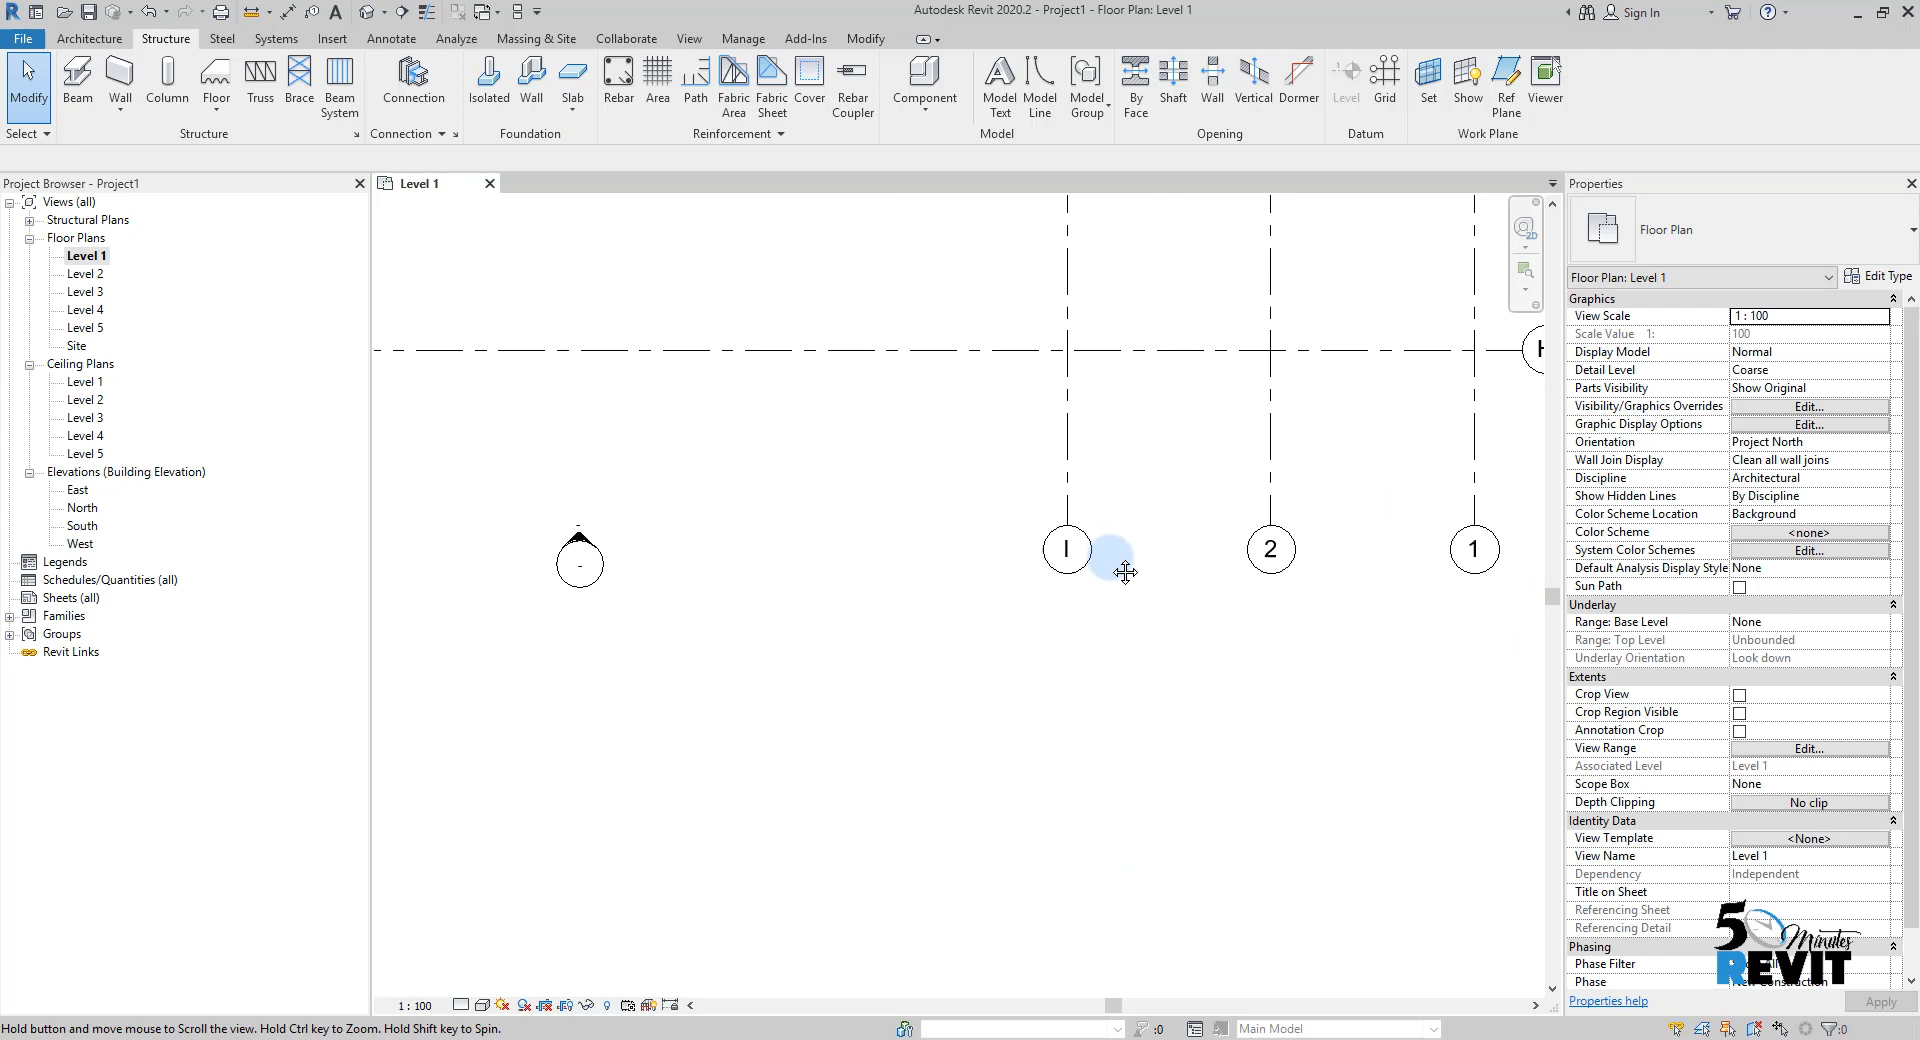 Autodesk Revit 2020.2 - Project1 - Floor Plan: Level 1
Sign In
File Architecture Structure Steel Systems Insert Annotate Analyze Massing & Site Collaborate View Manage Add-Ins Modify
Modify Beam Wall Column Floor Truss Brace Beam System Connection Isolated Wall Slab Rebar Area Path Fabric Area Fabric Sheet Cover Rebar Coupler Component Model Text Model Line Model Group By Face Shaft Wall Vertical Dormer Level Grid Set Show Ref Plane Viewer
Select Structure Connection Foundation Reinforcement Model Opening Datum Work Plane
Project Browser - Project1
Views (all)
Structural Plans
Floor Plans
Level 1
Level 2
Level 3
Level 4
Level 5
Site
Ceiling Plans
Level 1
Level 2
Level 3
Level 4
Level 5
Elevations (Building Elevation)
East
North
South
West
Legends
Schedules/Quantities (all)
Sheets (all)
Families
Groups
Revit Links
Level 1
2D
H
I 2 1
Properties
Floor Plan
Floor Plan: Level 1 Edit Type
Graphics
View Scale 1 : 100
Scale Value 1: 100
Display Model Normal
Detail Level Coarse
Parts Visibility Show Original
Visibility/Graphics Overrides Edit...
Graphic Display Options Edit...
Orientation Project North
Wall Join Display Clean all wall joins
Discipline Architectural
Show Hidden Lines By Discipline
Color Scheme Location Background
Color Scheme <none>
System Color Schemes Edit...
Default Analysis Display Style None
Sun Path
Underlay
Range: Base Level None
Range: Top Level Unbounded
Underlay Orientation Look down
Extents
Crop View
Crop Region Visible
Annotation Crop
View Range Edit...
Associated Level Level 1
Scope Box None
Depth Clipping No clip
Identity Data
View Template <None>
View Name Level 1
Dependency Independent
Title on Sheet
Referencing Sheet
Referencing Detail
Phasing
Phase Filter
Phase New Construction
5 Minutes
REVIT
Properties help Apply
1 : 100
Hold button and move mouse to Scroll the view. Hold Ctrl key to Zoom. Hold Shift key to Spin.
:0 Main Model :0